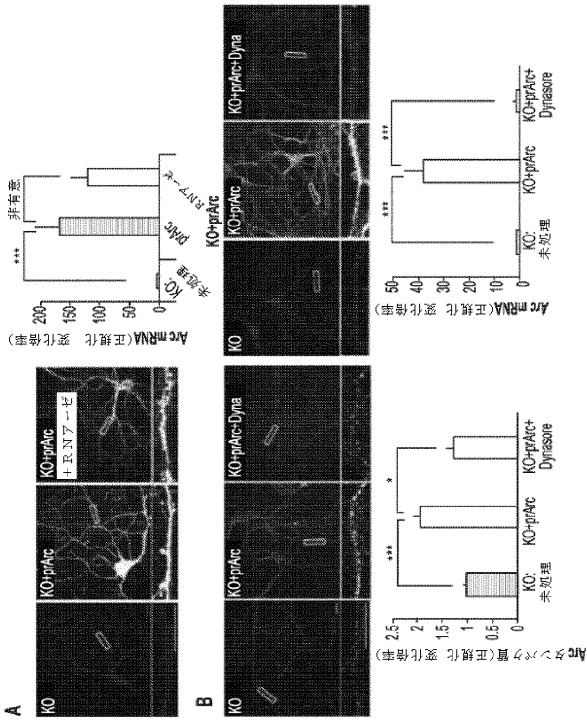 A
KO
KO+prArc
KO+prArc
+RNアーゼ
Arc mRNA
(正規化 変化倍率)
200
150
100
50
0
***
非有意
KO:
未処理
prArc
RNアーゼ
KO+prArc
B
KO
KO+prArc
KO+prArc+Dyna
KO
KO+prArc
KO+prArc+Dyna
Arc タンパク質(正規化 変化倍率)
2.5
2
1.5
1
0.5
0
***
*
KO:
未処理
KO+prArc
KO+prArc+
Dynasore
Arc mRNA
(正規化 変化倍率)
50
40
30
20
10
0
***
***
KO:
未処理
KO+prArc
KO+prArc+
Dynasore